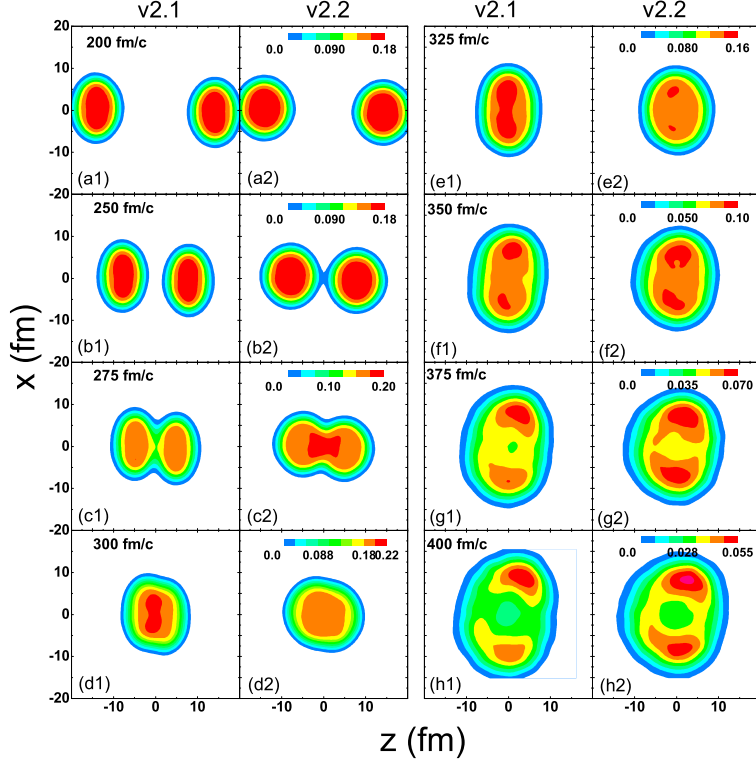 v2.1 v2.2 v2.1 v2.2
20 200 fm/c 0.0 0.090 0.18 325 fm/c 0.0 0.080 0.16
10
0
-10
(a1) (a2) (e1) (e2)
-20
20 250 fm/c 0.0 0.090 0.18 350 fm/c 0.0 0.050 0.10
10
0
-10
(b1) (b2) (f1) (f2)
-20
x (fm)
20 275 fm/c 0.0 0.10 0.20 375 fm/c 0.0 0.035 0.070
10
0
-10
(c1) (c2) (g1) (g2)
-20
20 300 fm/c 0.0 0.088 0.18 0.22 400 fm/c 0.0 0.028 0.055
10
0
-10
(d1) (d2) (h1) (h2)
-20
-10 0 10 -10 0 10 -10 0 10 -10 0 10
z (fm)